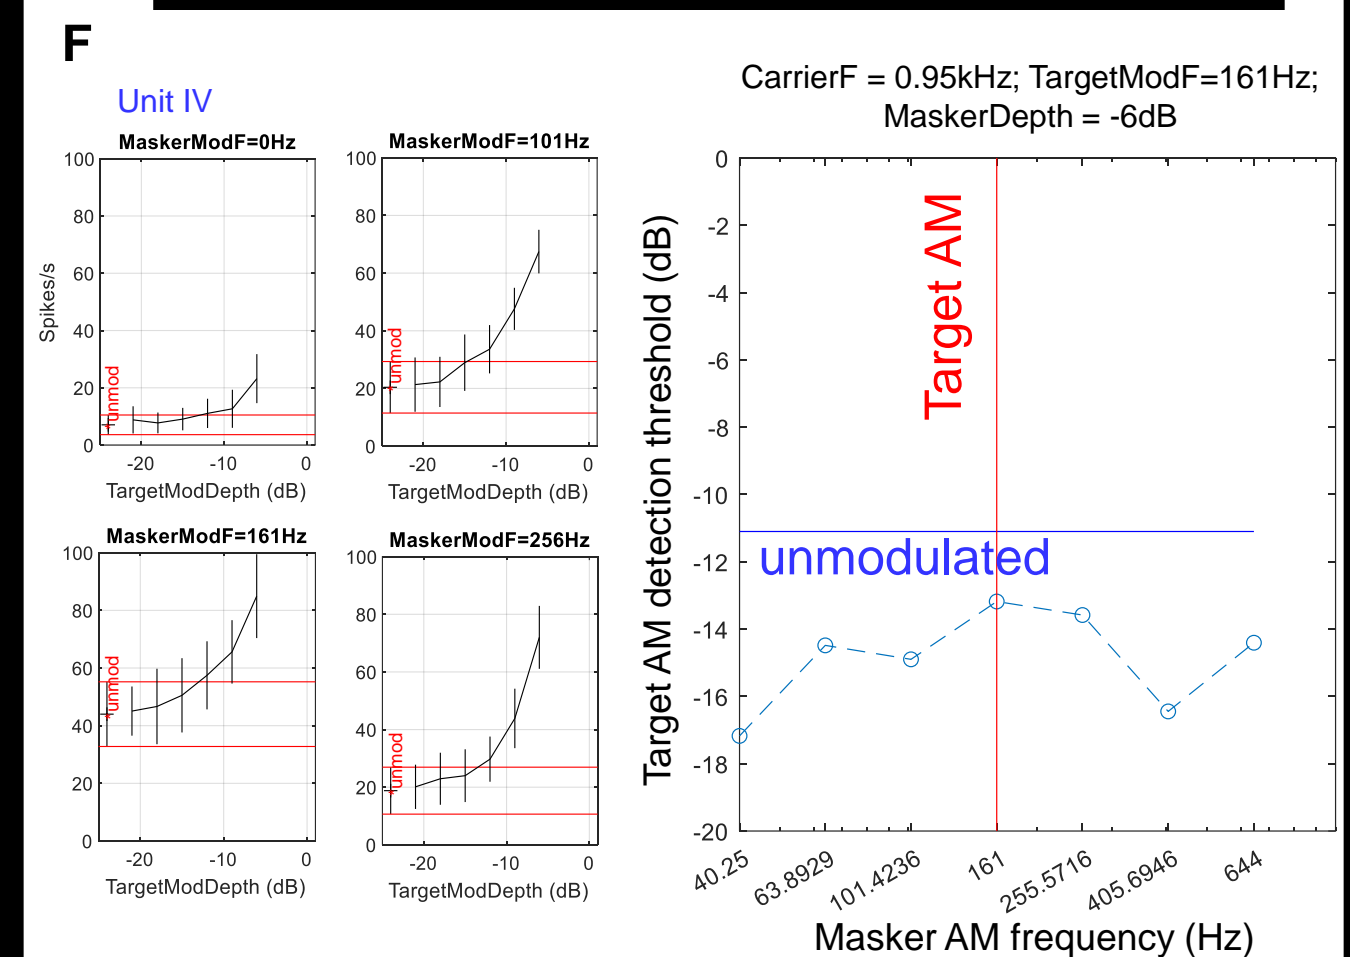 F
Unit IV
MaskerModF=0Hz
100
80
60
40
20
0
Spikes/s
unmod
-20 -10 0
TargetModDepth (dB)
MaskerModF=101Hz
100
80
60
40
20
0
unmod
-20 -10 0
TargetModDepth (dB)
MaskerModF=161Hz
100
80
60
40
20
0
unmod
-20 -10 0
TargetModDepth (dB)
MaskerModF=256Hz
100
80
60
40
20
0
unmod
-20 -10 0
TargetModDepth (dB)
CarrierF = 0.95kHz; TargetModF=161Hz;
MaskerDepth = -6dB
Target AM detection threshold (dB)
0
-2
-4
-6
-8
-10
-12
-14
-16
-18
-20
Target AM
unmodulated
40.25 63.8929 101.4236 161 255.5716 405.6946 644
Masker AM frequency (Hz)